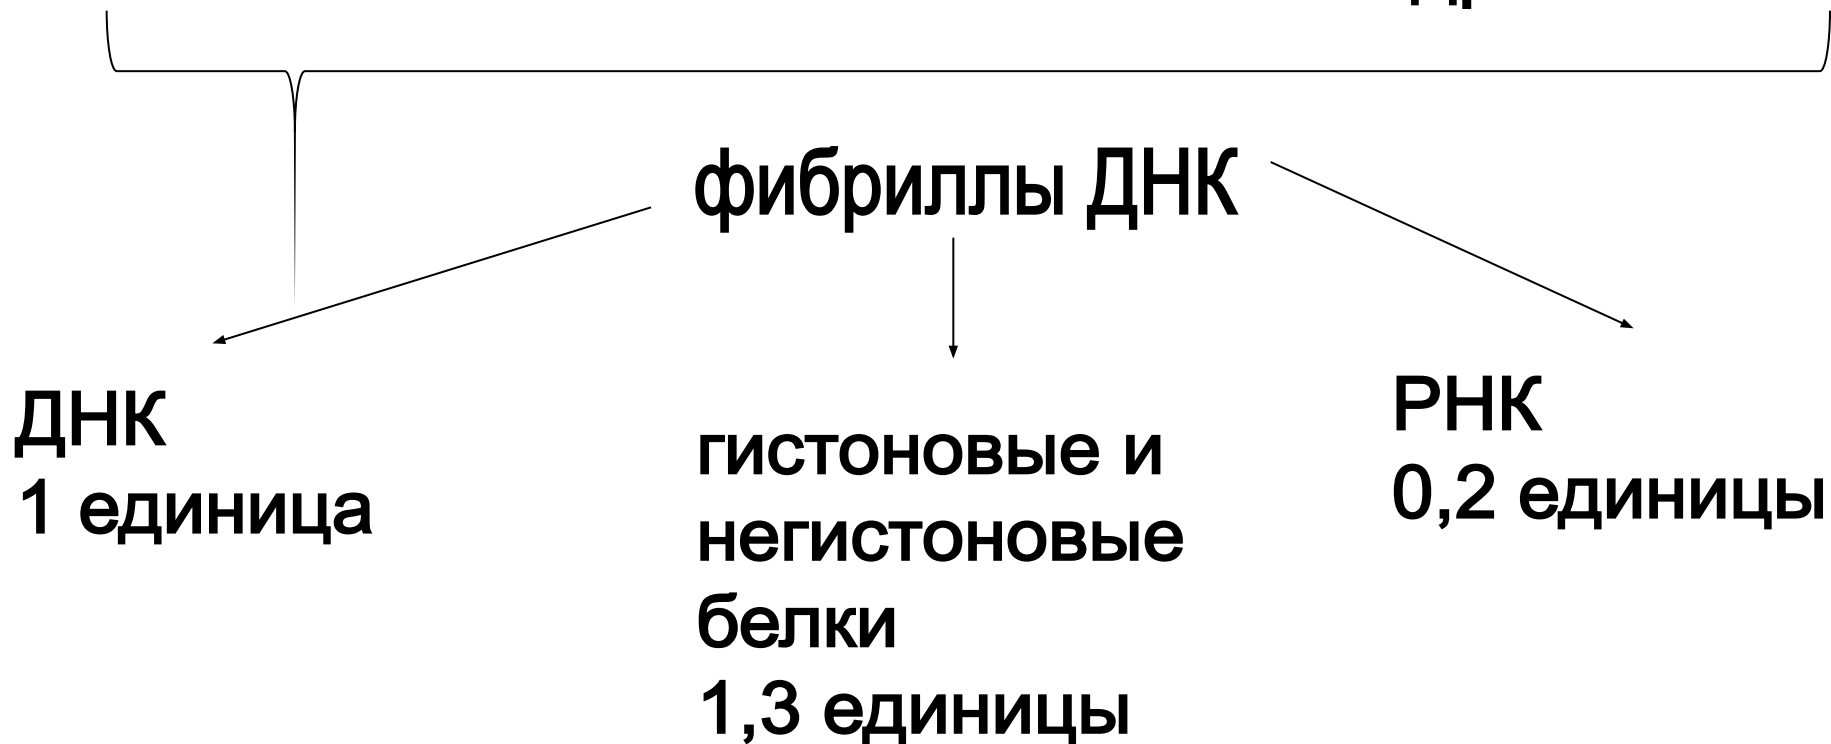 фибриллы ДНК
ДНК
1 единица
гистоновые и
негистоновые
белки
1,3 единицы
РНК
0,2 единицы